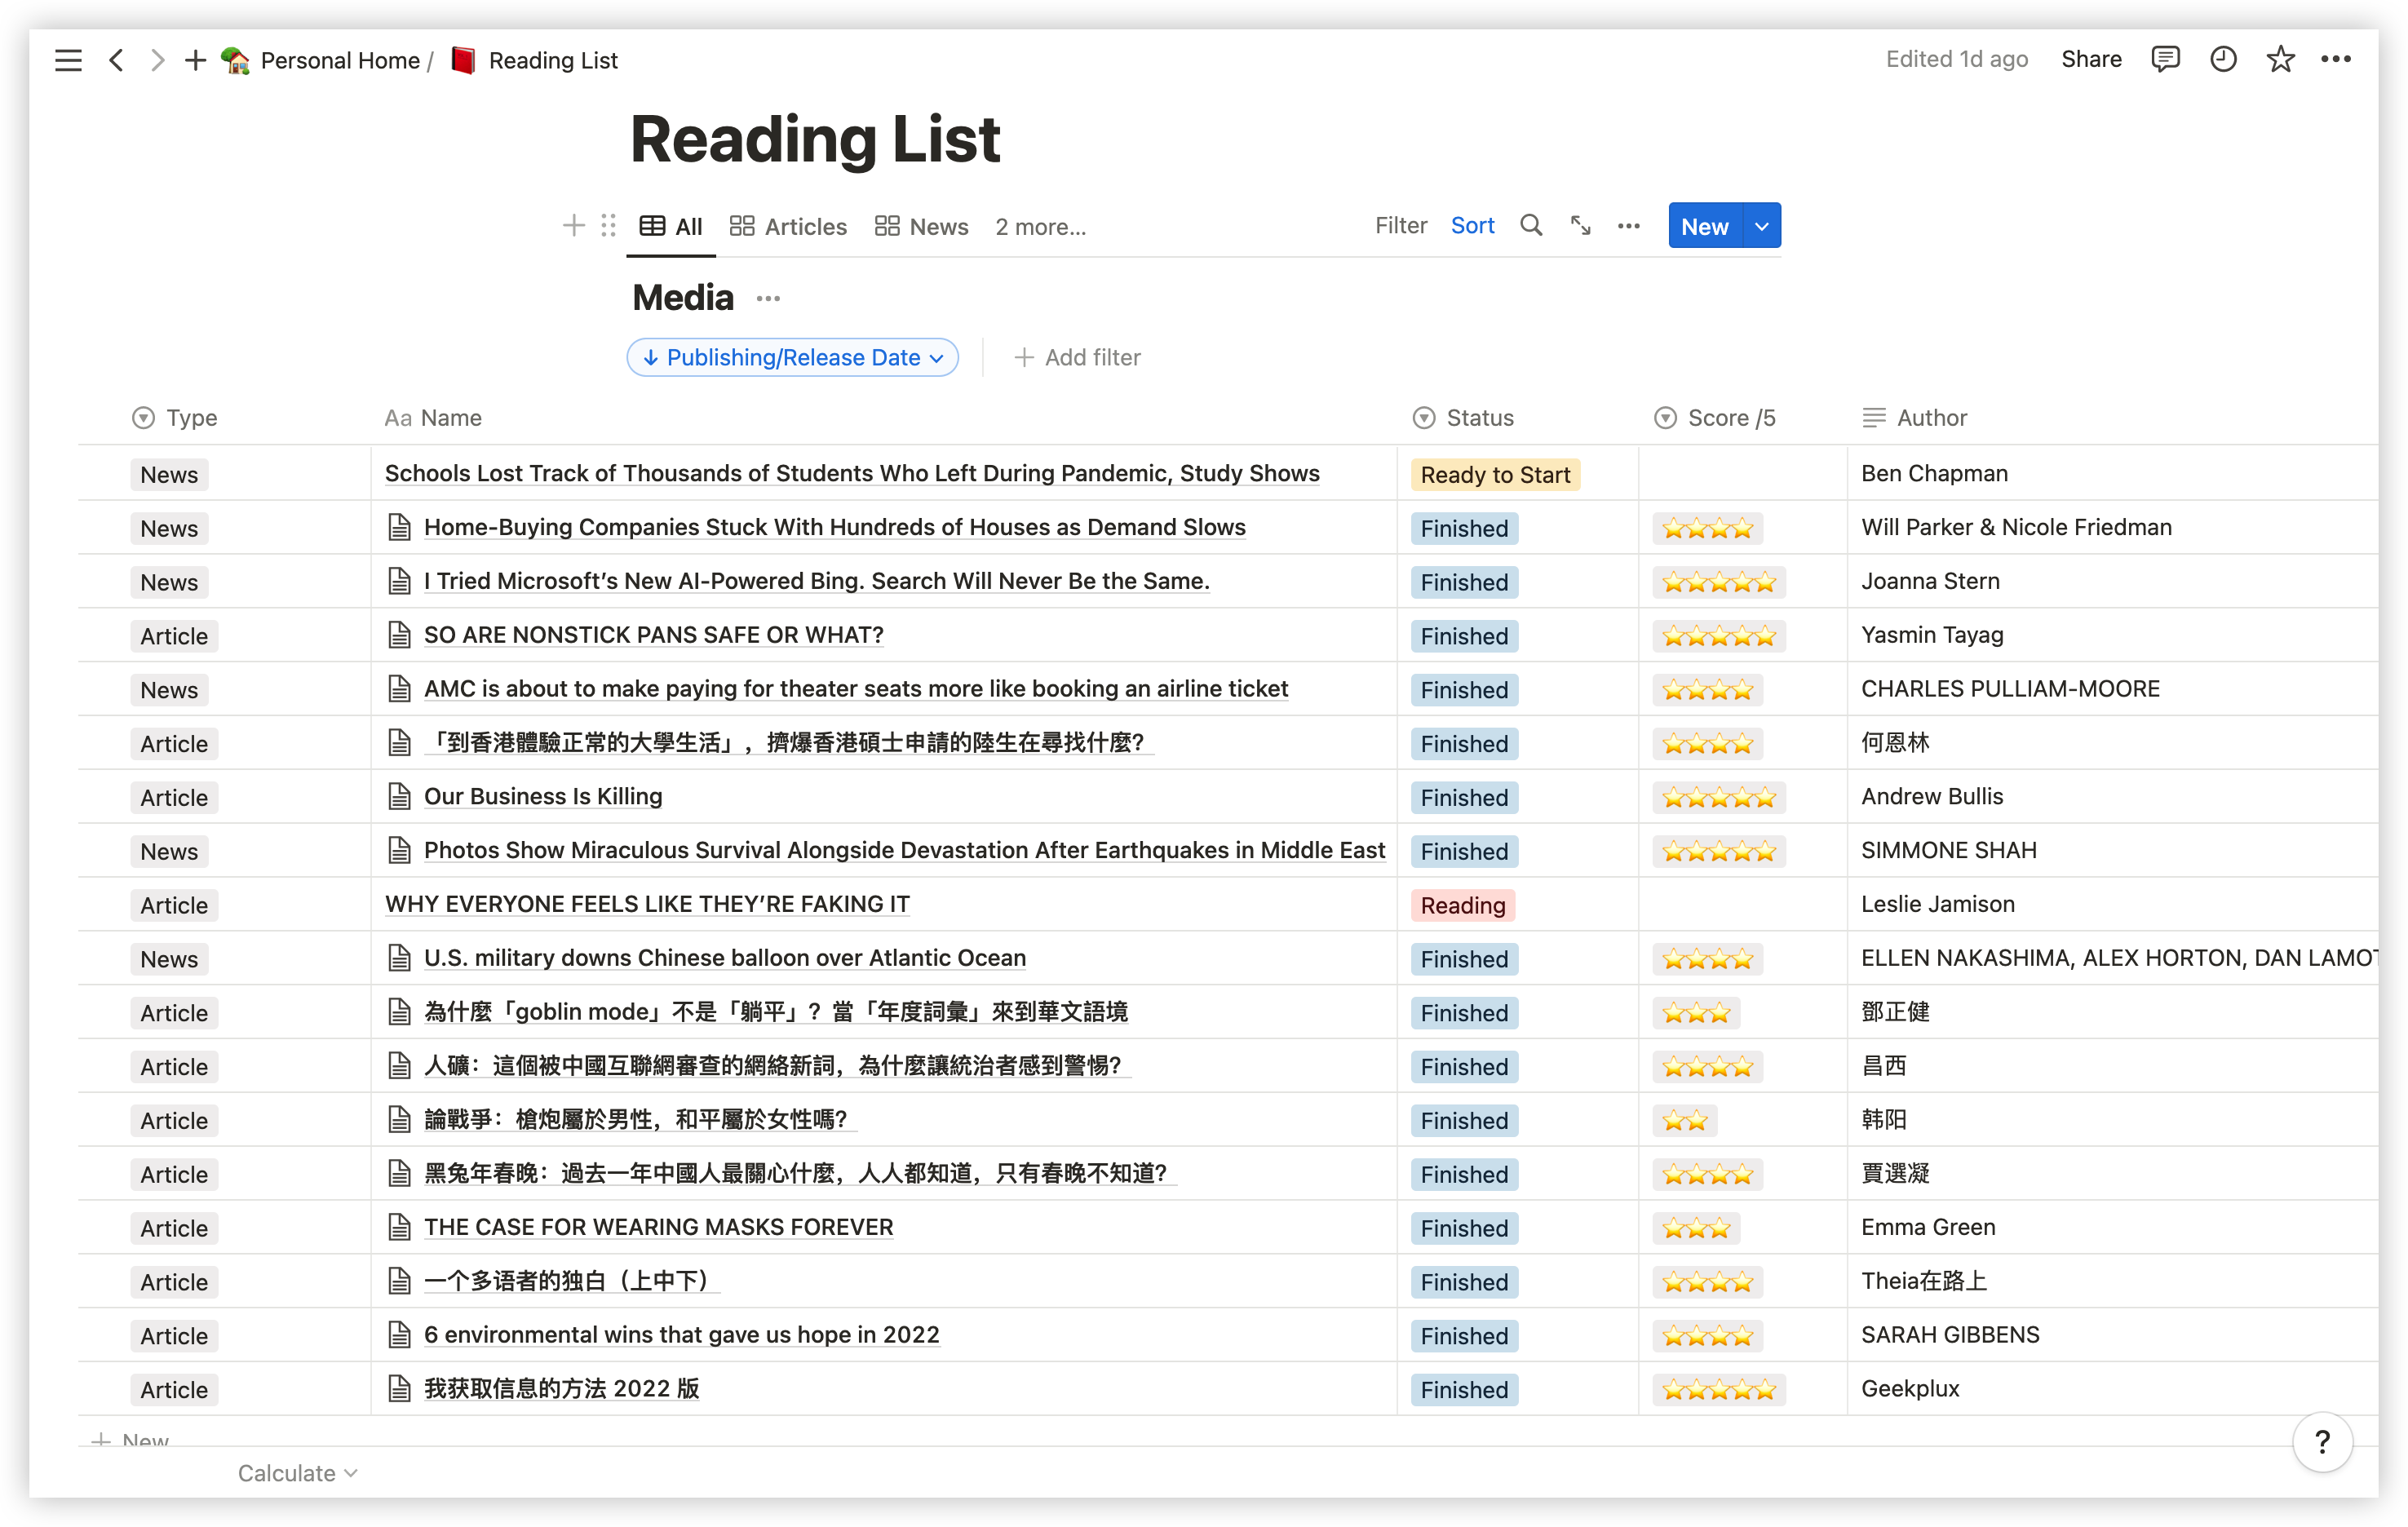 Personal Home / Reading List
Edited 1d ago Share
Reading List
All Articles News 2 more...
Filter Sort New
Media
Publishing/Release Date Add filter
Type Aa Name Status Score /5 Author
News Schools Lost Track of Thousands of Students Who Left During Pandemic, Study Shows Ready to Start Ben Chapman
News Home-Buying Companies Stuck With Hundreds of Houses as Demand Slows Finished ⭐⭐⭐⭐ Will Parker & Nicole Friedman
News I Tried Microsoft’s New AI-Powered Bing. Search Will Never Be the Same. Finished ⭐⭐⭐⭐⭐ Joanna Stern
Article SO ARE NONSTICK PANS SAFE OR WHAT? Finished ⭐⭐⭐⭐⭐ Yasmin Tayag
News AMC is about to make paying for theater seats more like booking an airline ticket Finished ⭐⭐⭐⭐ CHARLES PULLIAM-MOORE
Article 「到香港體驗正常的大學生活」，擠爆香港碩士申請的陸生在尋找什麼？ Finished ⭐⭐⭐⭐ 何恩林
Article Our Business Is Killing Finished ⭐⭐⭐⭐⭐ Andrew Bullis
News Photos Show Miraculous Survival Alongside Devastation After Earthquakes in Middle East Finished ⭐⭐⭐⭐⭐ SIMMONE SHAH
Article WHY EVERYONE FEELS LIKE THEY’RE FAKING IT Reading Leslie Jamison
News U.S. military downs Chinese balloon over Atlantic Ocean Finished ⭐⭐⭐⭐ ELLEN NAKASHIMA, ALEX HORTON, DAN LAMOT
Article 為什麼「goblin mode」不是「躺平」？當「年度詞彙」來到華文語境 Finished ⭐⭐⭐ 鄧正健
Article 人礦：這個被中國互聯網審查的網絡新詞，為什麼讓統治者感到警惕？ Finished ⭐⭐⭐⭐ 昌西
Article 論戰爭：槍炮屬於男性，和平屬於女性嗎？ Finished ⭐⭐ 韩阳
Article 黑兔年春晚：過去一年中國人最關心什麼，人人都知道，只有春晚不知道？ Finished ⭐⭐⭐⭐ 賈選凝
Article THE CASE FOR WEARING MASKS FOREVER Finished ⭐⭐⭐ Emma Green
Article 一个多语者的独白（上中下） Finished ⭐⭐⭐⭐ Theia在路上
Article 6 environmental wins that gave us hope in 2022 Finished ⭐⭐⭐⭐ SARAH GIBBENS
Article 我获取信息的方法 2022 版 Finished ⭐⭐⭐⭐⭐ Geekplux
New
Calculate
?